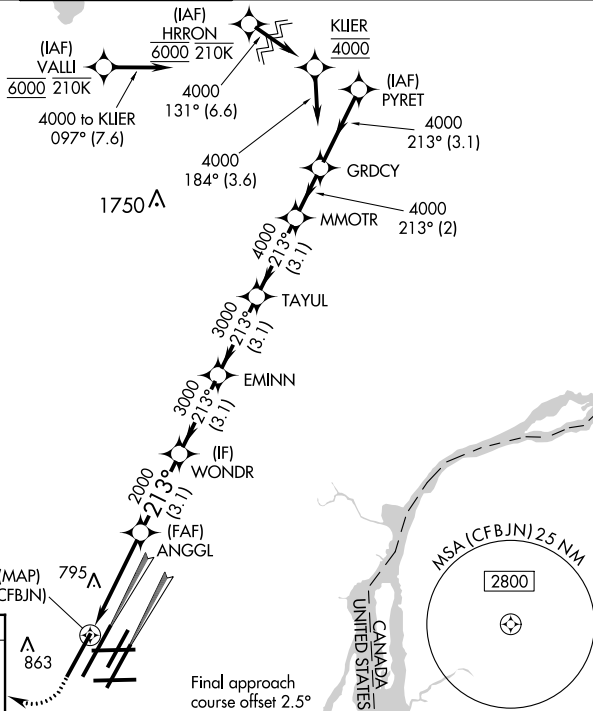 (IAF)
HRRON
6000 210K
KLIER
4000
(IAF)
VALLI
6000 210K
4000 to KLIER
097° (7.6)
4000
131° (6.6)
(IAF)
PYRET
4000
213° (3.1)
4000
184° (3.6)
GRDCY
1750
4000
213° (2)
MMOTR
4000
213°
(3.1)
TAYUL
3000
213°
(3.1)
EMINN
3000
213°
(3.1)
(IF)
WONDR
2000
213°
(3.1)
(FAF)
ANGGL
(MAP)
CFBJN)
795
863
MSA (CFBJN) 25 NM
2800
CANADA
UNITED STATES
Final approach
course offset 2.5°